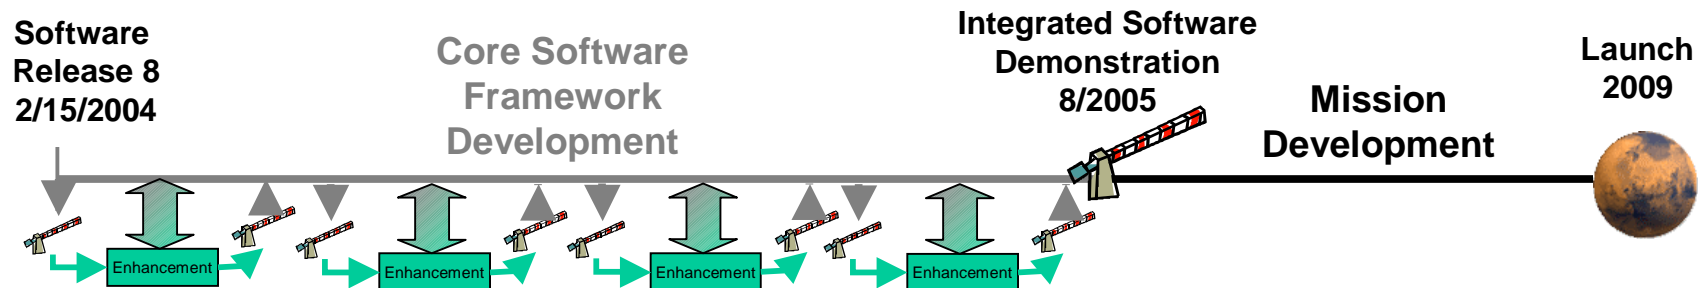 Software
Release 8
2/15/2004
Core Software
Framework
Development
Integrated Software
Demonstration
8/2005
Mission
Development
Launch
2009
Enhancement
Enhancement
Enhancement
Enhancement